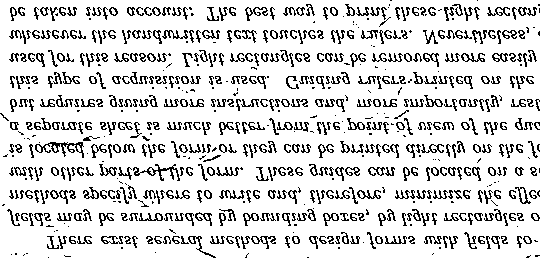 There exist several methods to design forms with fields to
fields may be surrounded by bounding boxes, by light rectangles o
methods specify where to write and, therefore, minimize the effec
with other parts of the form. These guides can be located on a s
is located below the form or they can be printed directly on the fo
a separate sheet is much better from the point of view of the qua
but requires giving more instructions and, more importantly, rest
this type of acquisition is used. Guiding rulers printed on the
used for this reason. Light rectangles can be removed more easily
whenever the handwritten text touches the rulers. Nevertheless,
be taken into account: The best way to print these light rectang